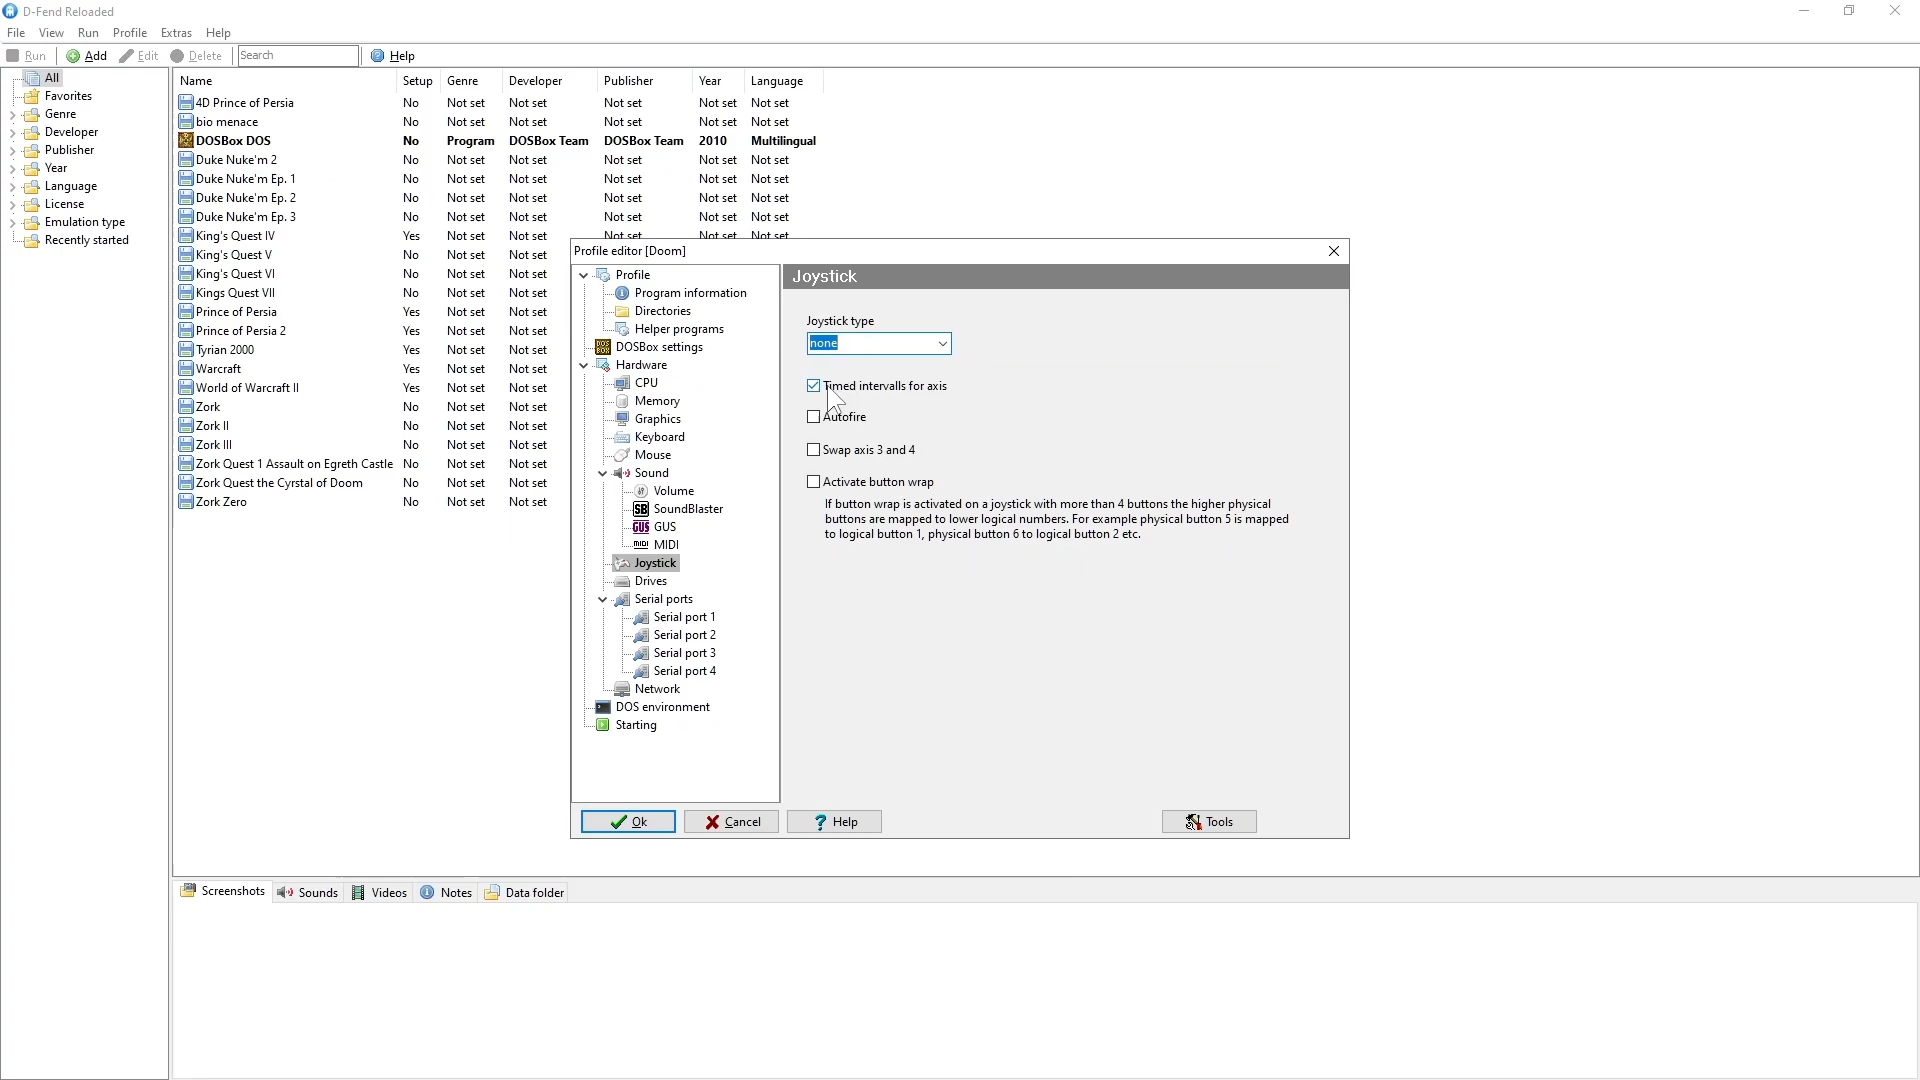 D-Fend Reloaded
File View Run Profile Extras Help
Run Add Edit Delete Search Help
All
Favorites
Genre
Developer
Publisher
Year
Language
License
Emulation type
Recently started
Name Setup Genre Developer Publisher Year Language
4D Prince of Persia No Not set Not set Not set Not set Not set
bio menace No Not set Not set Not set Not set Not set
DOSBox DOS No Program DOSBox Team DOSBox Team 2010 Multilingual
Duke Nuke'm 2 No Not set Not set Not set Not set Not set
Duke Nuke'm Ep. 1 No Not set Not set Not set Not set Not set
Duke Nuke'm Ep. 2 No Not set Not set Not set Not set Not set
Duke Nuke'm Ep. 3 No Not set Not set Not set Not set Not set
King's Quest IV Yes Not set Not set Not set Not set Not set
King's Quest V No Not set Not set
King's Quest VI No Not set Not set
Kings Quest VII No Not set Not set
Prince of Persia Yes Not set Not set
Prince of Persia 2 Yes Not set Not set
Tyrian 2000 Yes Not set Not set
Warcraft Yes Not set Not set
World of Warcraft II Yes Not set Not set
Zork No Not set Not set
Zork II No Not set Not set
Zork III No Not set Not set
Zork Quest 1 Assault on Egreth Castle No Not set Not set
Zork Quest the Cyrstal of Doom No Not set Not set
Zork Zero No Not set Not set
Profile editor [Doom]
Profile
Program information
Directories
Helper programs
DOSBox settings
Hardware
CPU
Memory
Graphics
Keyboard
Mouse
Sound
Volume
SB SoundBlaster
GUS GUS
MIDI MIDI
Joystick
Drives
Serial ports
Serial port 1
Serial port 2
Serial port 3
Serial port 4
Network
DOS environment
Starting
Joystick
Joystick type
none
Timed intervalls for axis
Autofire
Swap axis 3 and 4
Activate button wrap
If button wrap is activated on a joystick with more than 4 buttons the higher physical
buttons are mapped to lower logical numbers. For example physical button 5 is mapped
to logical button 1, physical button 6 to logical button 2 etc.
Ok Cancel Help Tools
Screenshots Sounds Videos Notes Data folder